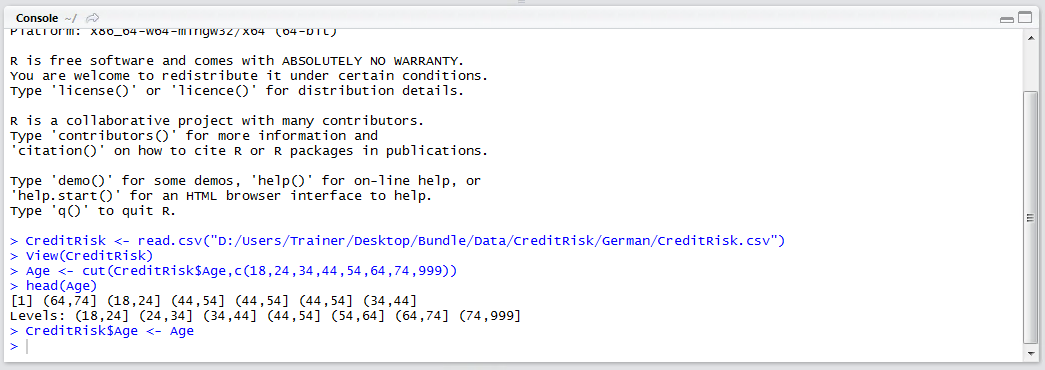 Console ~/
Platform: x86_64-w64-mingw32/x64 (64-bit)
R is free software and comes with ABSOLUTELY NO WARRANTY.
You are welcome to redistribute it under certain conditions.
Type 'license()' or 'licence()' for distribution details.
R is a collaborative project with many contributors.
Type 'contributors()' for more information and
'citation()' on how to cite R or R packages in publications.
Type 'demo()' for some demos, 'help()' for on-line help, or
'help.start()' for an HTML browser interface to help.
Type 'q()' to quit R.
> CreditRisk <- read.csv("D:/Users/Trainer/Desktop/Bundle/Data/CreditRisk/German/CreditRisk.csv")
> View(CreditRisk)
> Age <- cut(CreditRisk$Age,c(18,24,34,44,54,64,74,999))
> head(Age)
[1] (64,74] (18,24] (44,54] (44,54] (44,54] (34,44]
Levels: (18,24] (24,34] (34,44] (44,54] (54,64] (64,74] (74,999]
> CreditRisk$Age <- Age
>